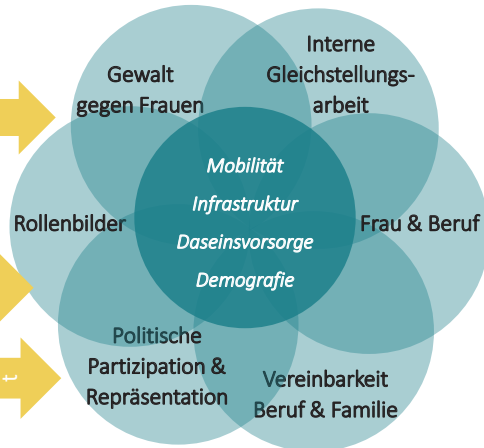 Gewalt
gegen Frauen
Interne
Gleichstellungs-
arbeit
Mobilität
Infrastruktur
Daseinsvorsorge
Demografie
Rollenbilder
Frau & Beruf
Politische
Partizipation &
Repräsentation
Vereinbarkeit
Beruf & Familie
t